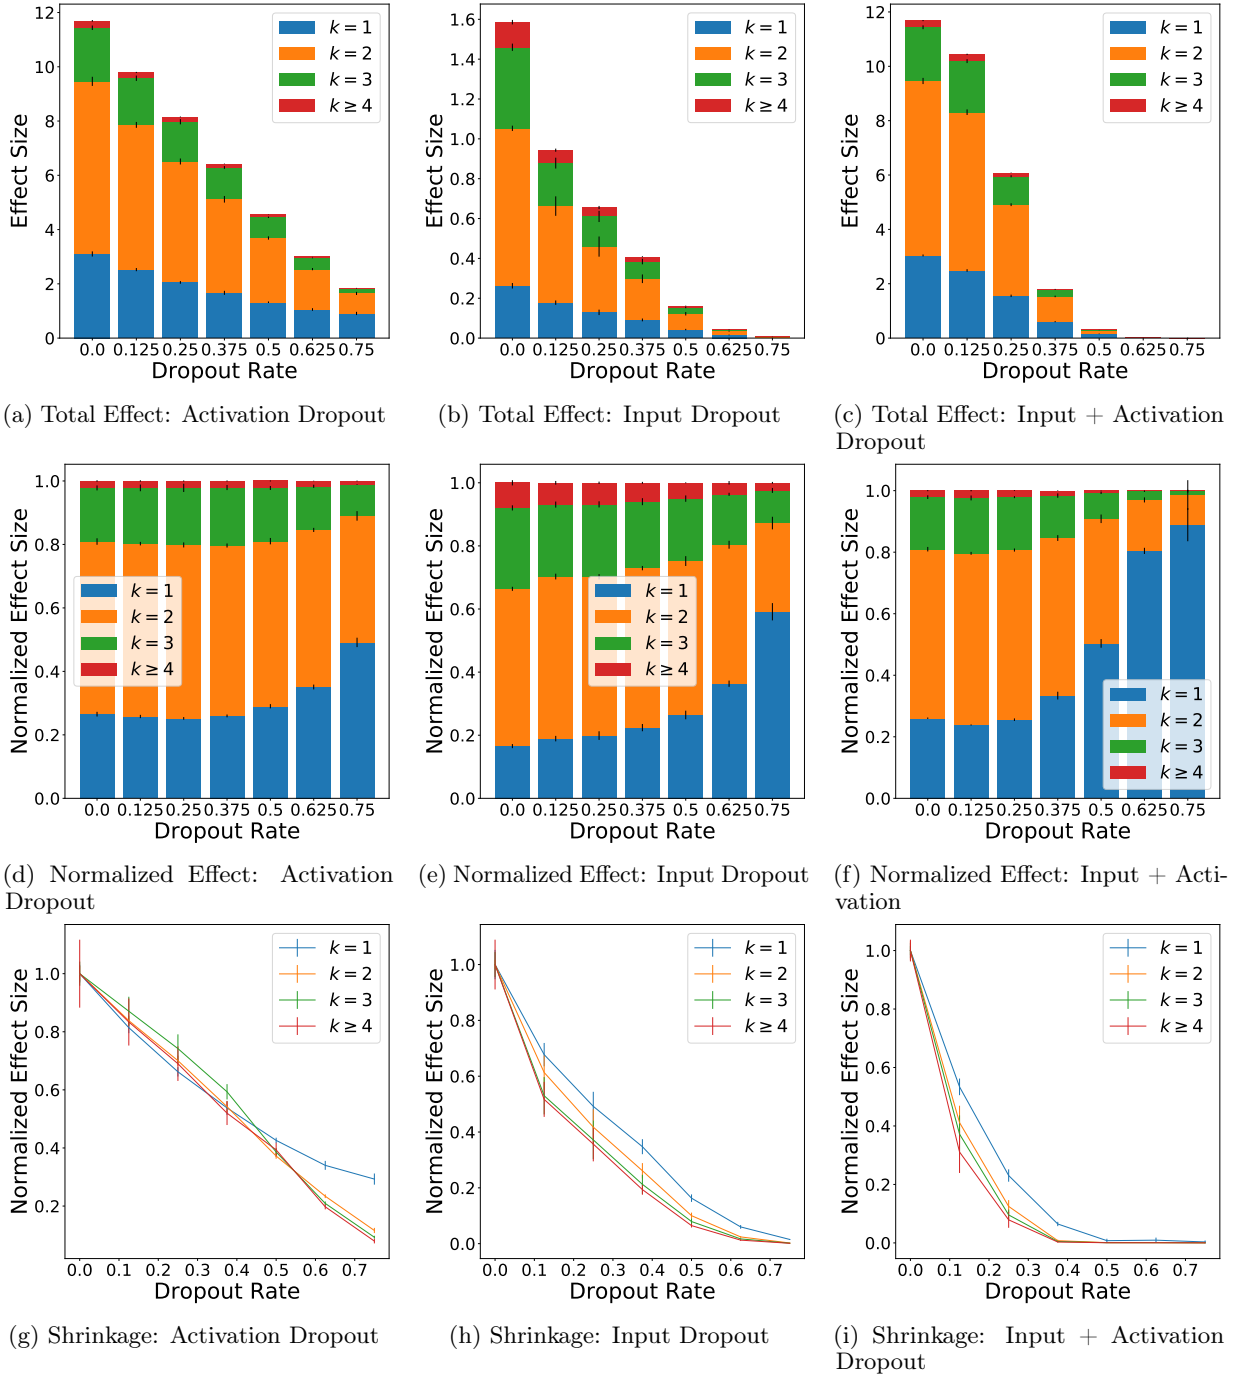 12
10
8
6
4
2
0
Effect Size
k = 1
k = 2
k = 3
k ≥ 4
0.0 0.125 0.25 0.375 0.5 0.625 0.75
Dropout Rate
(a) Total Effect: Activation Dropout
1.6
1.4
1.2
1.0
0.8
0.6
0.4
0.2
0.0
Effect Size
k = 1
k = 2
k = 3
k ≥ 4
0.0 0.125 0.25 0.375 0.5 0.625 0.75
Dropout Rate
(b) Total Effect: Input Dropout
12
10
8
6
4
2
0
Effect Size
k = 1
k = 2
k = 3
k ≥ 4
0.0 0.125 0.25 0.375 0.5 0.625 0.75
Dropout Rate
(c) Total Effect: Input + Activation
Dropout
1.0
0.8
0.6
0.4
0.2
0.0
Normalized Effect Size
k = 1
k = 2
k = 3
k ≥ 4
0.0 0.125 0.25 0.375 0.5 0.625 0.75
Dropout Rate
(d) Normalized Effect: Activation
Dropout
1.0
0.8
0.6
0.4
0.2
0.0
Normalized Effect Size
k = 1
k = 2
k = 3
k ≥ 4
0.0 0.125 0.25 0.375 0.5 0.625 0.75
Dropout Rate
(e) Normalized Effect: Input Dropout
1.0
0.8
0.6
0.4
0.2
0.0
Normalized Effect Size
k = 1
k = 2
k = 3
k ≥ 4
0.0 0.125 0.25 0.375 0.5 0.625 0.75
Dropout Rate
(f) Normalized Effect: Input + Acti-
vation
1.0
0.8
0.6
0.4
0.2
Normalized Effect Size
k = 1
k = 2
k = 3
k ≥ 4
0.0 0.1 0.2 0.3 0.4 0.5 0.6 0.7
Dropout Rate
(g) Shrinkage: Activation Dropout
1.0
0.8
0.6
0.4
0.2
0.0
Normalized Effect Size
k = 1
k = 2
k = 3
k ≥ 4
0.0 0.1 0.2 0.3 0.4 0.5 0.6 0.7
Dropout Rate
(h) Shrinkage: Input Dropout
1.0
0.8
0.6
0.4
0.2
0.0
Normalized Effect Size
k = 1
k = 2
k = 3
k ≥ 4
0.0 0.1 0.2 0.3 0.4 0.5 0.6 0.7
Dropout Rate
(i) Shrinkage: Input + Activation
Dropout